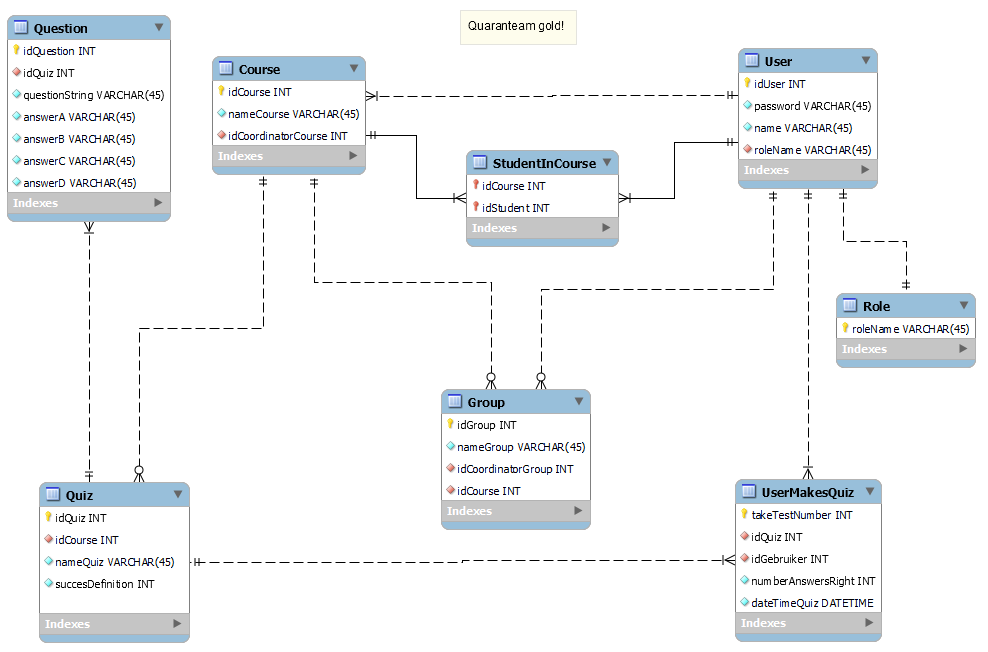 Quaranteam gold!
Question
idQuestion INT
idQuiz INT
questionString VARCHAR(45)
answerA VARCHAR(45)
answerB VARCHAR(45)
answerC VARCHAR(45)
answerD VARCHAR(45)
Indexes
Course
idCourse INT
nameCourse VARCHAR(45)
idCoordinatorCourse INT
Indexes
User
idUser INT
password VARCHAR(45)
name VARCHAR(45)
roleName VARCHAR(45)
Indexes
StudentInCourse
idCourse INT
idStudent INT
Indexes
Role
roleName VARCHAR(45)
Indexes
Group
idGroup INT
nameGroup VARCHAR(45)
idCoordinatorGroup INT
idCourse INT
Indexes
Quiz
idQuiz INT
idCourse INT
nameQuiz VARCHAR(45)
succesDefinition INT
Indexes
UserMakesQuiz
takeTestNumber INT
idQuiz INT
idGebruiker INT
numberAnswersRight INT
dateTimeQuiz DATETIME
Indexes